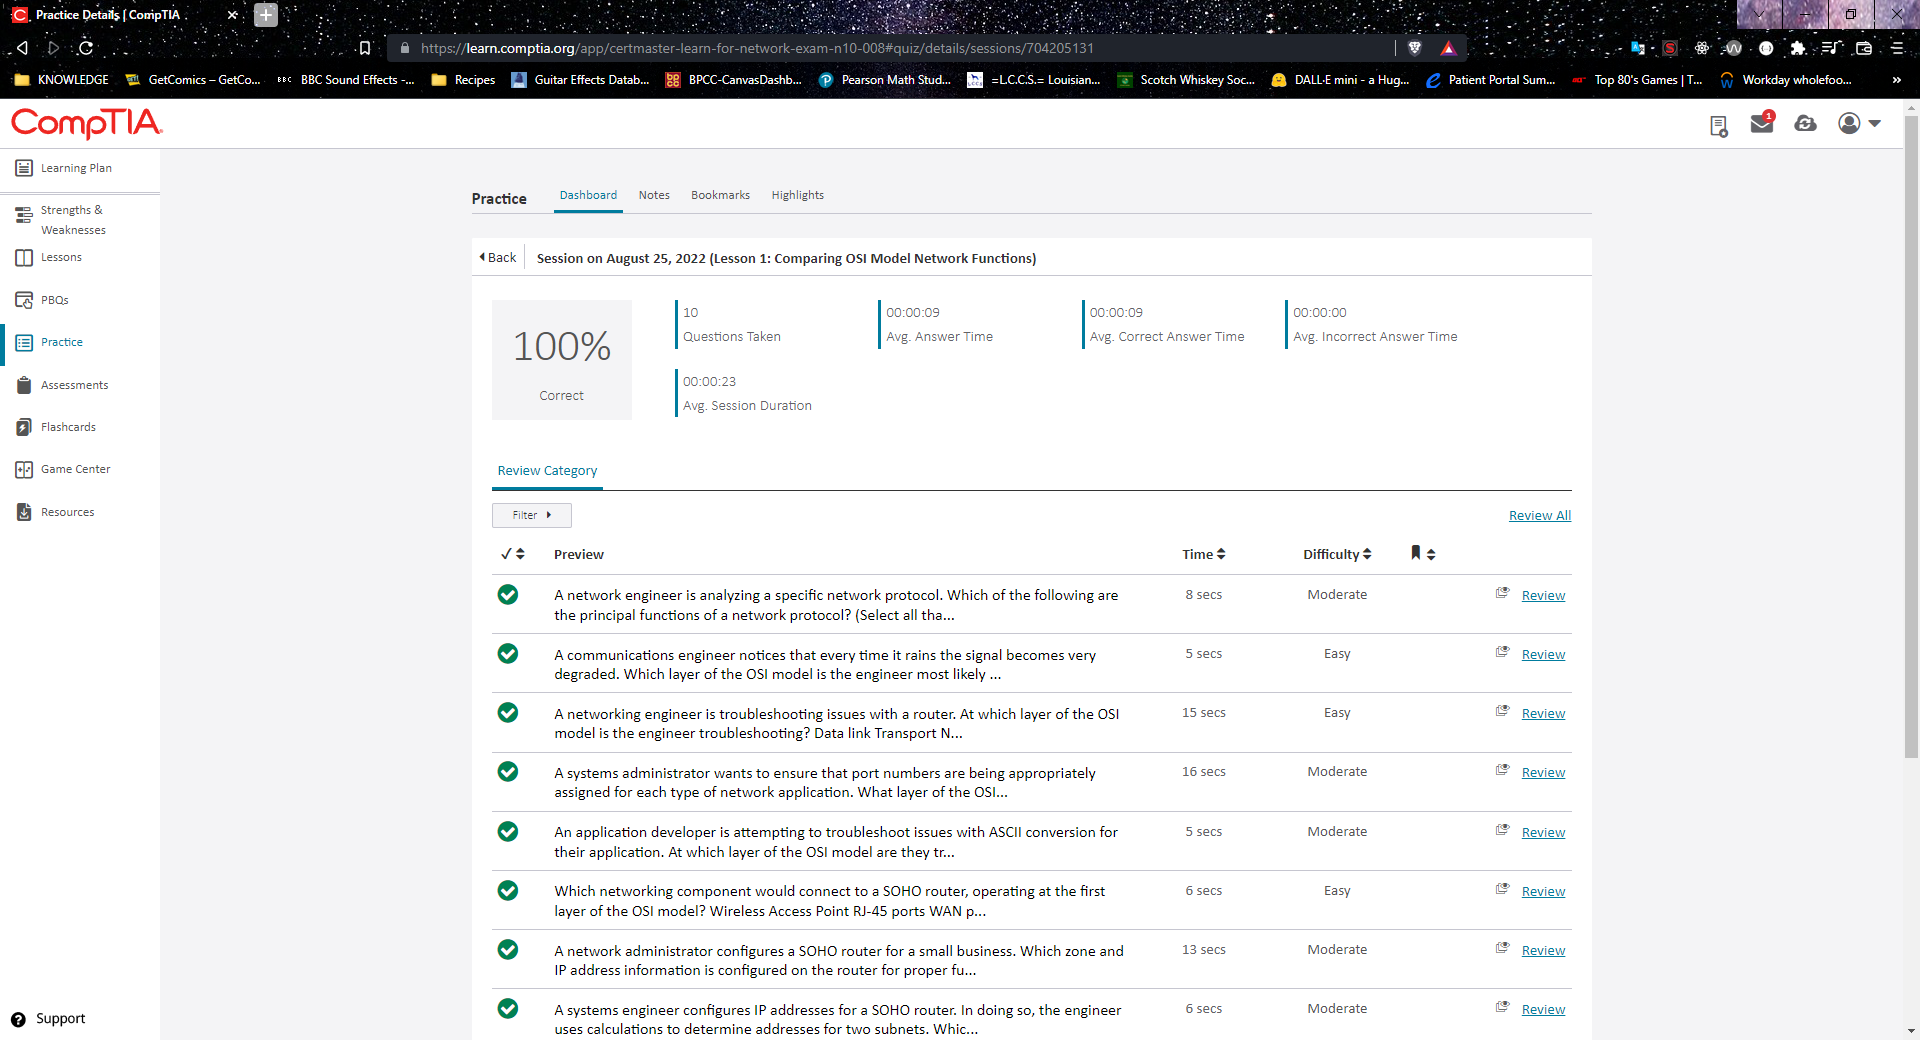 Practice Details | CompTIA
https://learn.comptia.org/app/certmaster-learn-for-network-exam-n10-008#quiz/details/sessions/704205131
KNOWLEDGE GetComics – GetCo... BBC BBC Sound Effects -... Recipes Guitar Effects Datab... BPCC-CanvasDashb... Pearson Math Stud... =L.C.C.S.= Louisian... Scotch Whiskey Soc... DALL·E mini - a Hug... Patient Portal Sum... Top 80's Games | T... Workday wholefoo... »
CompTIA.
1
Learning Plan
Strengths &
Weaknesses
Lessons
PBQs
Practice
Assessments
Flashcards
Game Center
Resources
Support
Practice Dashboard Notes Bookmarks Highlights
Back Session on August 25, 2022 (Lesson 1: Comparing OSI Model Network Functions)
100%
Correct
10
Questions Taken
00:00:09
Avg. Answer Time
00:00:09
Avg. Correct Answer Time
00:00:00
Avg. Incorrect Answer Time
00:00:23
Avg. Session Duration
Review Category
Filter
Review All
Preview Time Difficulty
A network engineer is analyzing a specific network protocol. Which of the following are
the principal functions of a network protocol? (Select all tha...
8 secs Moderate Review
A communications engineer notices that every time it rains the signal becomes very
degraded. Which layer of the OSI model is the engineer most likely ...
5 secs Easy Review
A networking engineer is troubleshooting issues with a router. At which layer of the OSI
model is the engineer troubleshooting? Data link Transport N...
15 secs Easy Review
A systems administrator wants to ensure that port numbers are being appropriately
assigned for each type of network application. What layer of the OSI...
16 secs Moderate Review
An application developer is attempting to troubleshoot issues with ASCII conversion for
their application. At which layer of the OSI model are they tr...
5 secs Moderate Review
Which networking component would connect to a SOHO router, operating at the first
layer of the OSI model? Wireless Access Point RJ-45 ports WAN p...
6 secs Easy Review
A network administrator configures a SOHO router for a small business. Which zone and
IP address information is configured on the router for proper fu...
13 secs Moderate Review
A systems engineer configures IP addresses for a SOHO router. In doing so, the engineer
uses calculations to determine addresses for two subnets. Whic...
6 secs Moderate Review